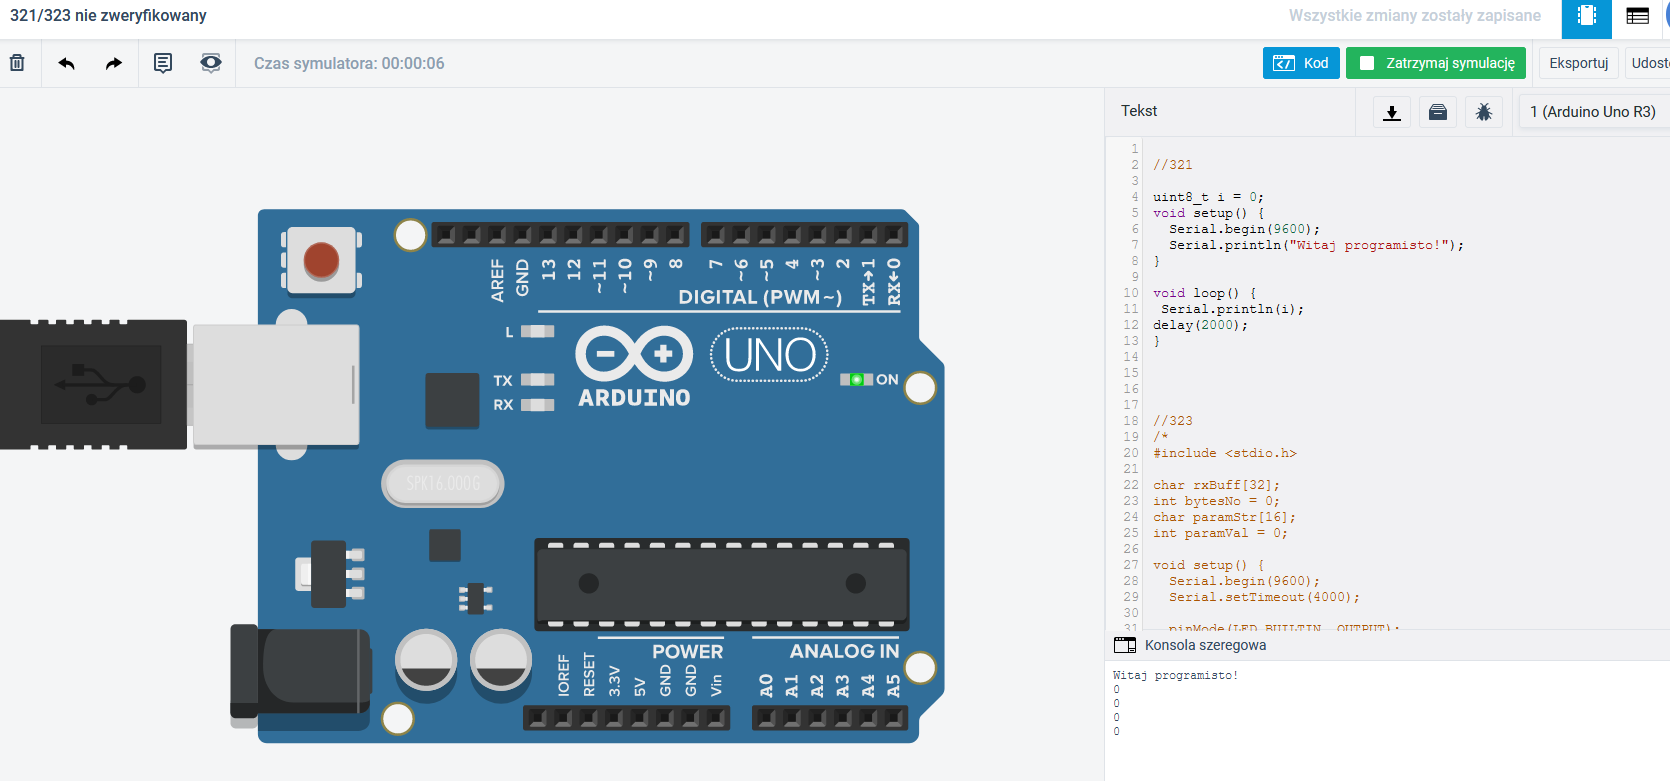 321/323 nie zweryfikowany
Wszystkie zmiany zostały zapisane
Czas symulatora: 00:00:06
Kod
Zatrzymaj symulację
Eksportuj
Tekst
1 (Arduino Uno R3)
1
2 //321
3
4 uint8_t i = 0;
5 void setup() {
6 Serial.begin(9600);
7 Serial.println("Witaj programisto!");
8 }
9
10 void loop() {
11 Serial.println(i);
12 delay(2000);
13 }
14
15
16
17
18 //323
19 /*
20 #include <stdio.h>
21
22 char rxBuff[32];
23 int bytesNo = 0;
24 char paramStr[16];
25 int paramVal = 0;
26
27 void setup() {
28 Serial.begin(9600);
29 Serial.setTimeout(4000);
30
31 pinMode(LED_BUILTIN, OUTPUT);
Konsola szeregowa
Witaj programisto!
0
0
0
0
AREF
GND
13
12
~11
~10
~9
8
7
~6
~5
4
~3
2
TX→1
RX←0
DIGITAL (PWM ~)
L
TX
RX
ARDUINO
UNO
ON
SPK16.000G
POWER
ANALOG IN
IOREF
RESET
3.3V
5V
GND
GND
Vin
A0
A1
A2
A3
A4
A5